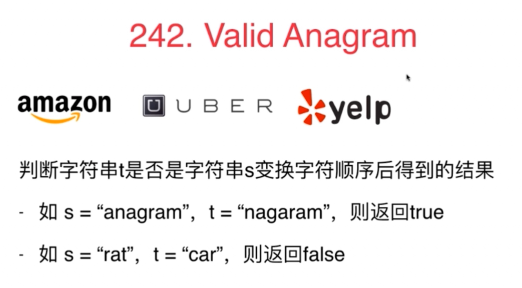 242. Valid Anagram
amazon UBER yelp
判断字符串t是否是字符串s变换字符顺序后得到的结果
- 如 s = “anagram”，t = “nagaram”，则返回true
- 如 s = “rat”，t = “car”，则返回false